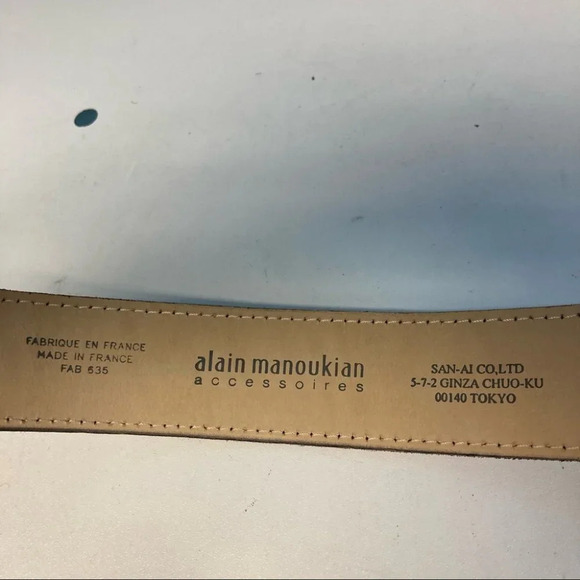 FABRIQUE EN FRANCE
MADE IN FRANCE
FAB 635
alain manoukian
accessoires
SAN-AI CO,LTD
5-7-2 GINZA CHUO-KU
00140 TOKYO